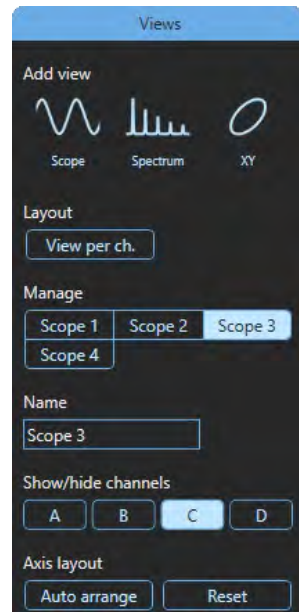 Views
Add view
Scope Spectrum XY
Layout
View per ch.
Manage
Scope 1 Scope 2 Scope 3
Scope 4
Name
Scope 3
Show/hide channels
A B C D
Axis layout
Auto arrange Reset